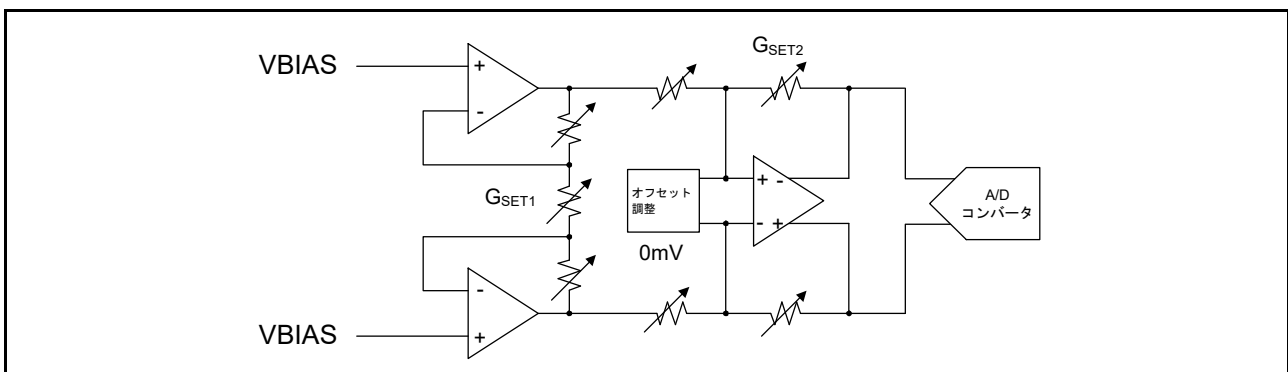 VBIAS
+
-
GSET2
GSET1
オフセット
調整
0mV
+ -
- +
A/D
コンバータ
-
+
VBIAS